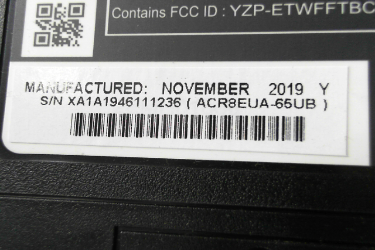 Contains FCC ID : YZP-ETWFFTBC
MANUFACTURED: NOVEMBER 2019 Y
S/N XA1A1946111236 ( ACR8EUA-65UB )